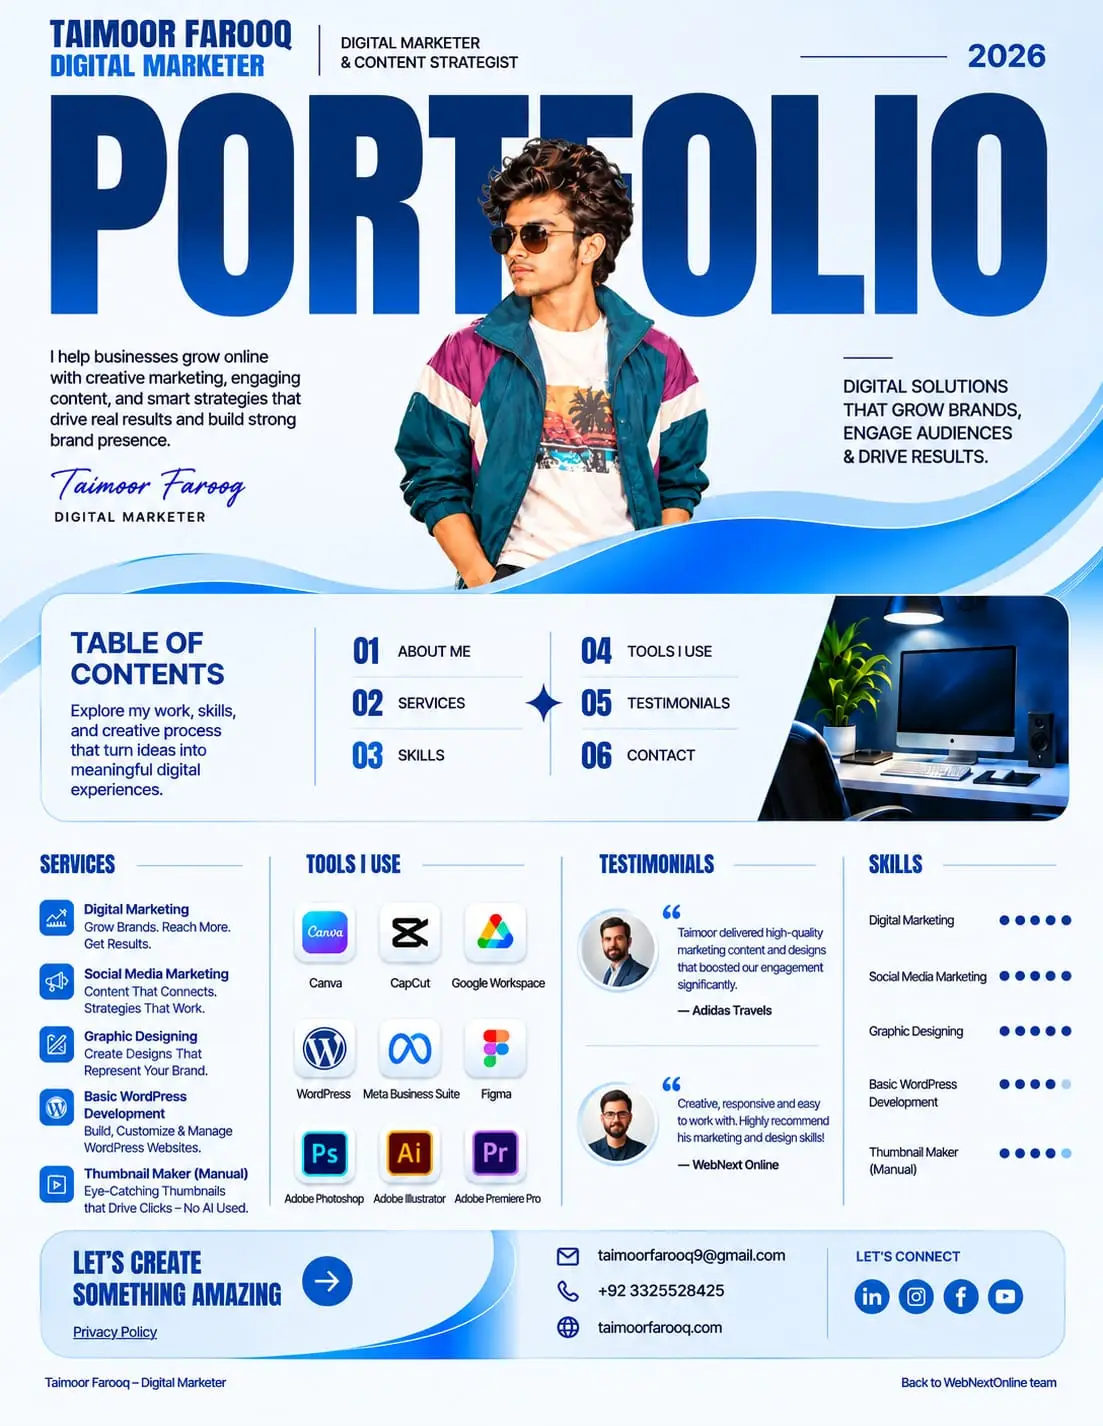 TAIMOOR FAROOQ
DIGITAL MARKETER
DIGITAL MARKETER
& CONTENT STRATEGIST
2026
PORTFOLIO
I help businesses grow online
with creative marketing, engaging
content, and smart strategies that
drive real results and build strong
brand presence.
Taimoor Farooq
DIGITAL MARKETER
DIGITAL SOLUTIONS
THAT GROW BRANDS,
ENGAGE AUDIENCES
& DRIVE RESULTS.
TABLE OF
CONTENTS
Explore my work, skills,
and creative process
that turn ideas into
meaningful digital
experiences.
01 ABOUT ME
02 SERVICES
03 SKILLS
04 TOOLS I USE
05 TESTIMONIALS
06 CONTACT
SERVICES
Digital Marketing
Grow Brands. Reach More.
Get Results.
Social Media Marketing
Content That Connects.
Strategies That Work.
Graphic Designing
Create Designs That
Represent Your Brand.
Basic WordPress
Development
Build, Customize & Manage
WordPress Websites.
Thumbnail Maker (Manual)
Eye-Catching Thumbnails
that Drive Clicks – No AI Used.
TOOLS I USE
Canva
Canva
CapCut
Google Workspace
WordPress
Meta Business Suite
Figma
Ps
Ai
Pr
Adobe Photoshop
Adobe Illustrator
Adobe Premiere Pro
TESTIMONIALS
“
Taimoor delivered high-quality
marketing content and designs
that boosted our engagement
significantly.
— Adidas Travels
“
Creative, responsive and easy
to work with. Highly recommend
his marketing and design skills!
— WebNext Online
SKILLS
Digital Marketing
Social Media Marketing
Graphic Designing
Basic WordPress
Development
Thumbnail Maker
(Manual)
LET'S CREATE
SOMETHING AMAZING
Privacy Policy
taimoorfarooq9@gmail.com
+92 3325528425
taimoorfarooq.com
LET'S CONNECT
Taimoor Farooq – Digital Marketer
Back to WebNextOnline team